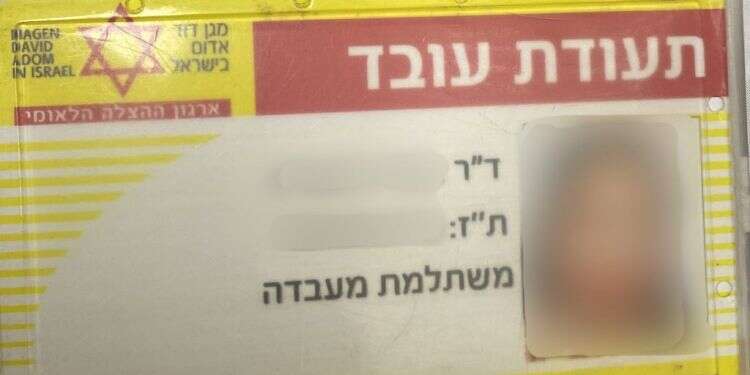 MAGEN
DAVID
ADOM
IN ISRAEL
מגן דוד
אדום
בישראל
ארגון ההצלה הלאומי
תעודת עובד
ד"ר
ת"ז:
משתלמת מעבדה